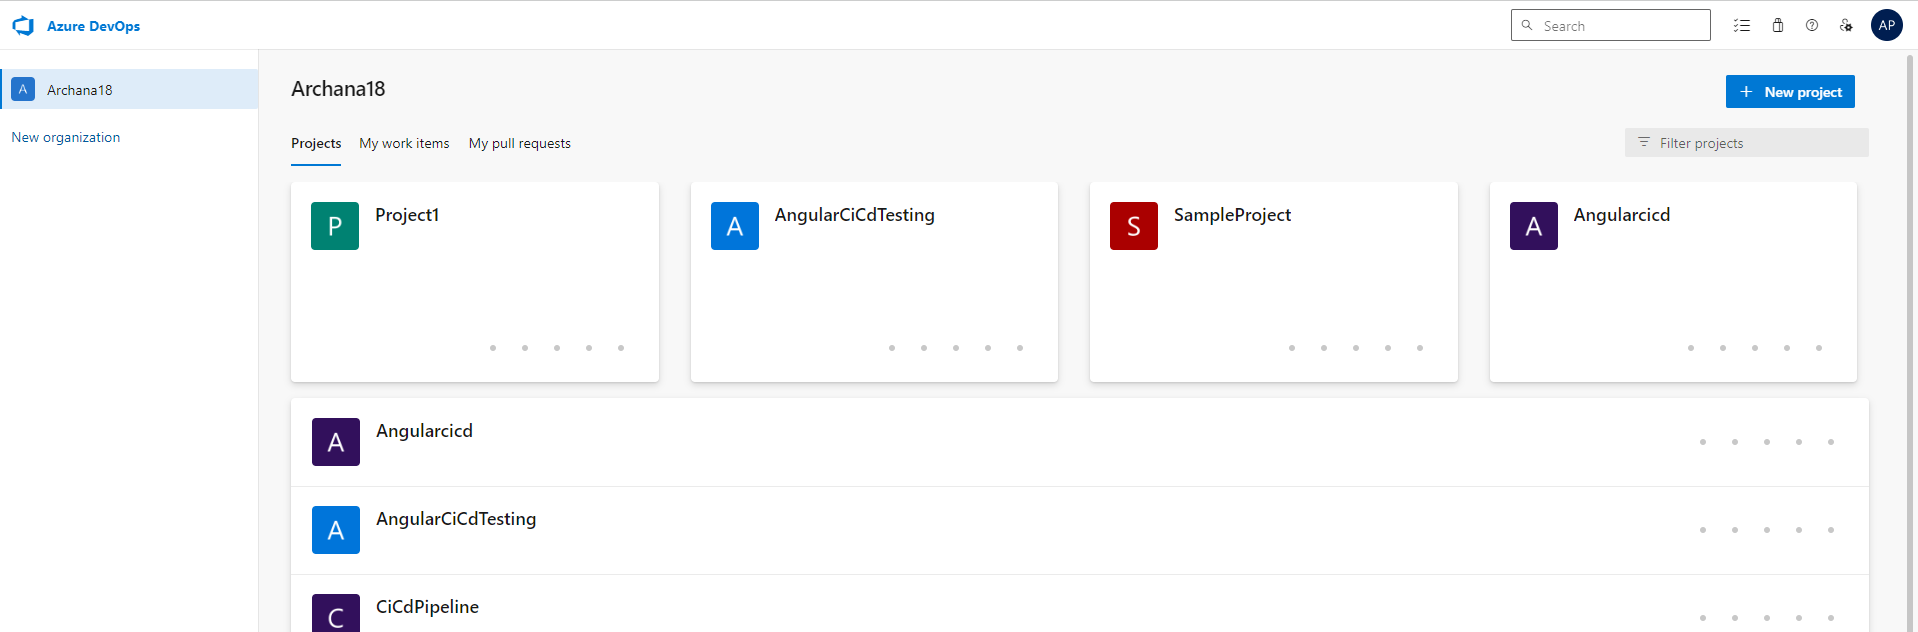 Azure DevOps
Search
AP
A Archana18
New organization
Archana18
New project
Projects My work items My pull requests
Filter projects
P Project1
A AngularCiCdTesting
S SampleProject
A Angularcicd
A Angularcicd
A AngularCiCdTesting
C CiCdPipeline